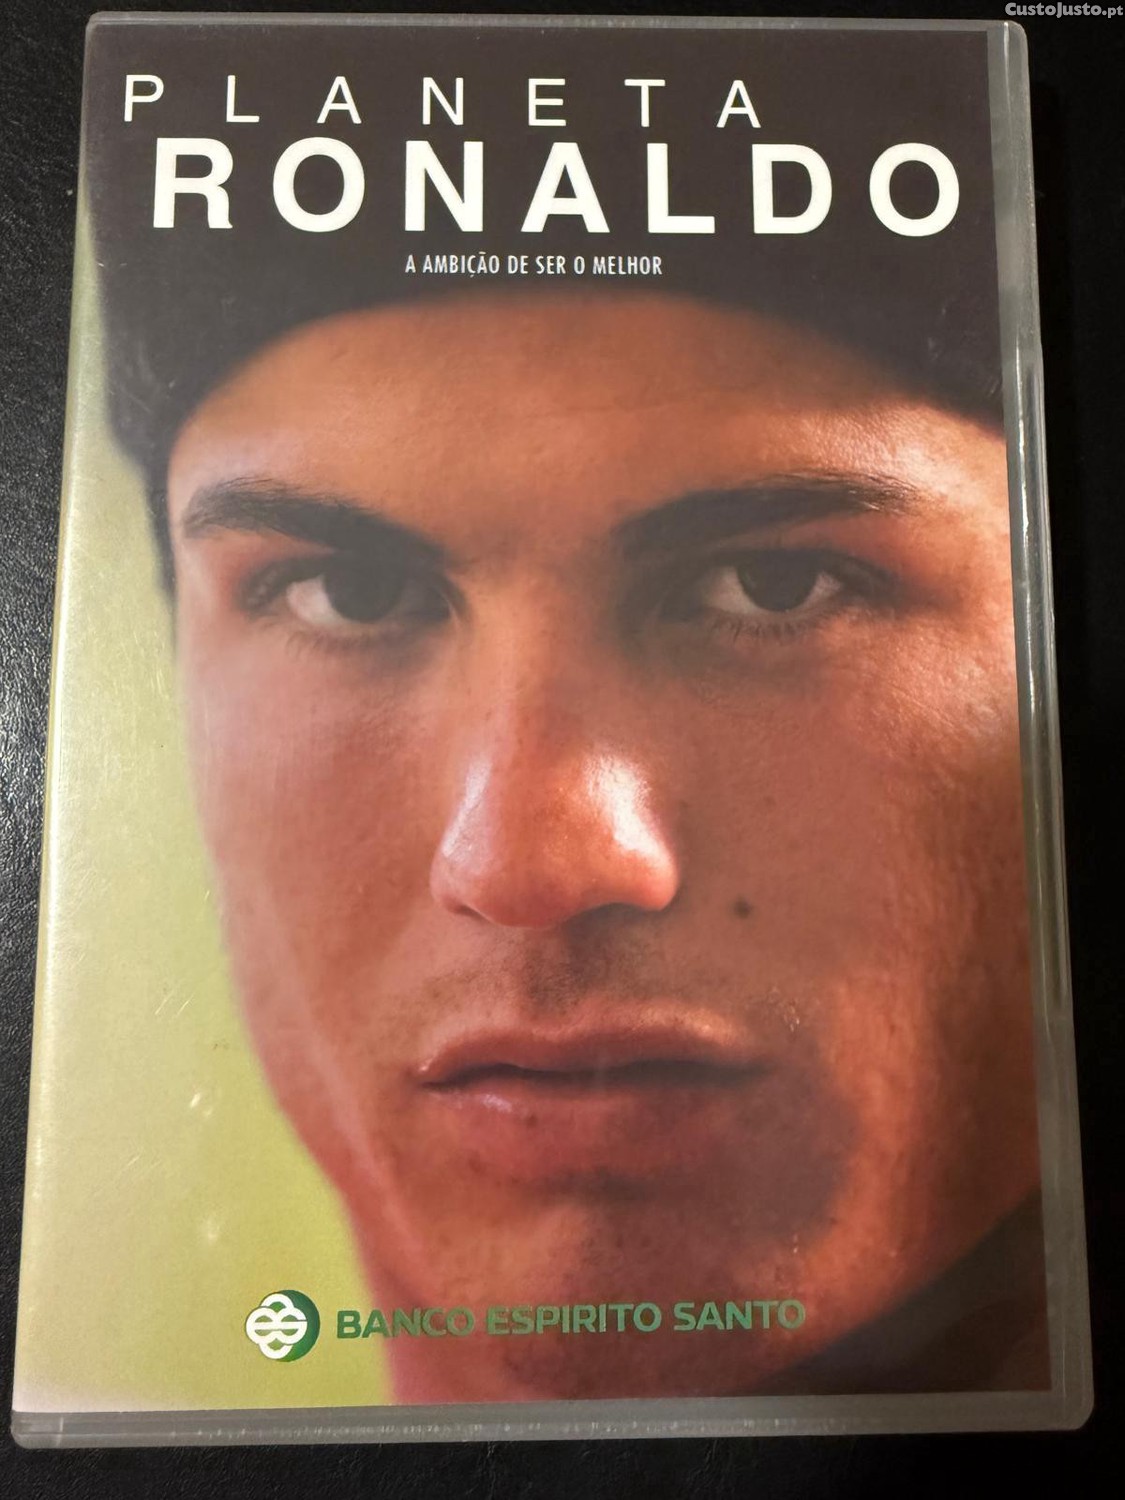 CustoJusto.pt
PLANETA
RONALDO
A AMBIÇÃO DE SER O MELHOR
BANCO ESPIRITO SANTO